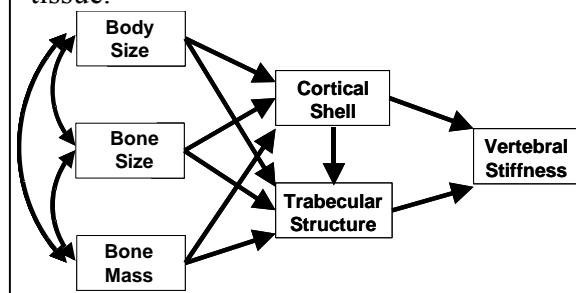 tissue.
Body
Size
Cortical
Shell
Bone
Size
Vertebral
Stiffness
Trabecular
Structure
Bone
Mass